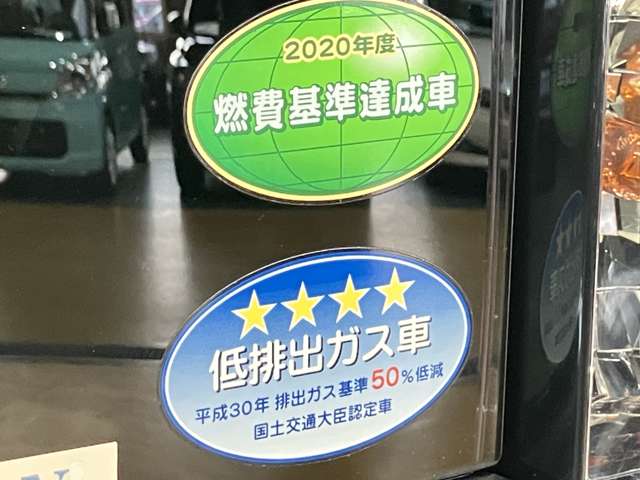 2020年度
燃費基準達成車
★★★★
低排出ガス車
平成30年 排出ガス基準50%低減
国土交通大臣認定車